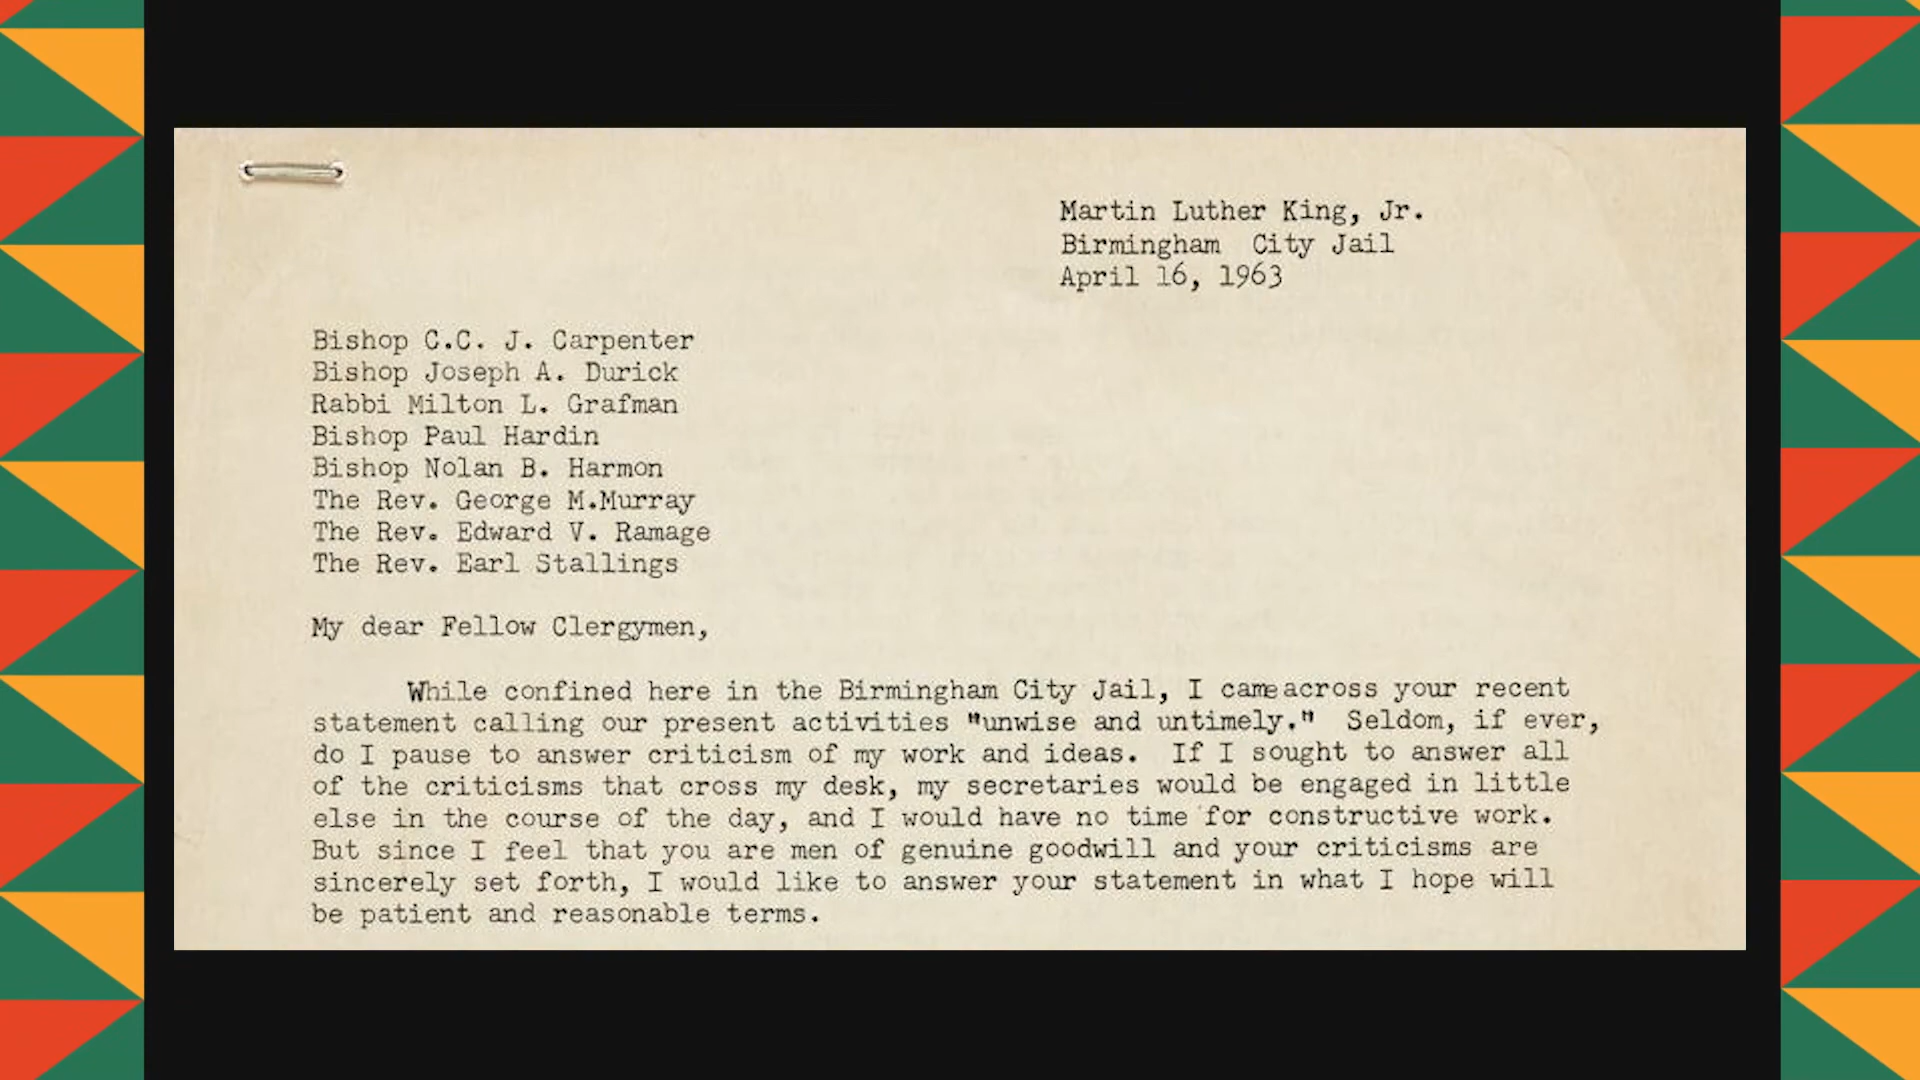 Martin Luther King, Jr.
Birmingham City Jail
April 16, 1963
Bishop C.C. J. Carpenter
Bishop Joseph A. Durick
Rabbi Milton L. Grafman
Bishop Paul Hardin
Bishop Nolan B. Harmon
The Rev. George M.Murray
The Rev. Edward V. Ramage
The Rev. Earl Stallings
My dear Fellow Clergymen,
While confined here in the Birmingham City Jail, I came across your recent
statement calling our present activities "unwise and untimely." Seldom, if ever,
do I pause to answer criticism of my work and ideas. If I sought to answer all
of the criticisms that cross my desk, my secretaries would be engaged in little
else in the course of the day, and I would have no time for constructive work.
But since I feel that you are men of genuine goodwill and your criticisms are
sincerely set forth, I would like to answer your statement in what I hope will
be patient and reasonable terms.